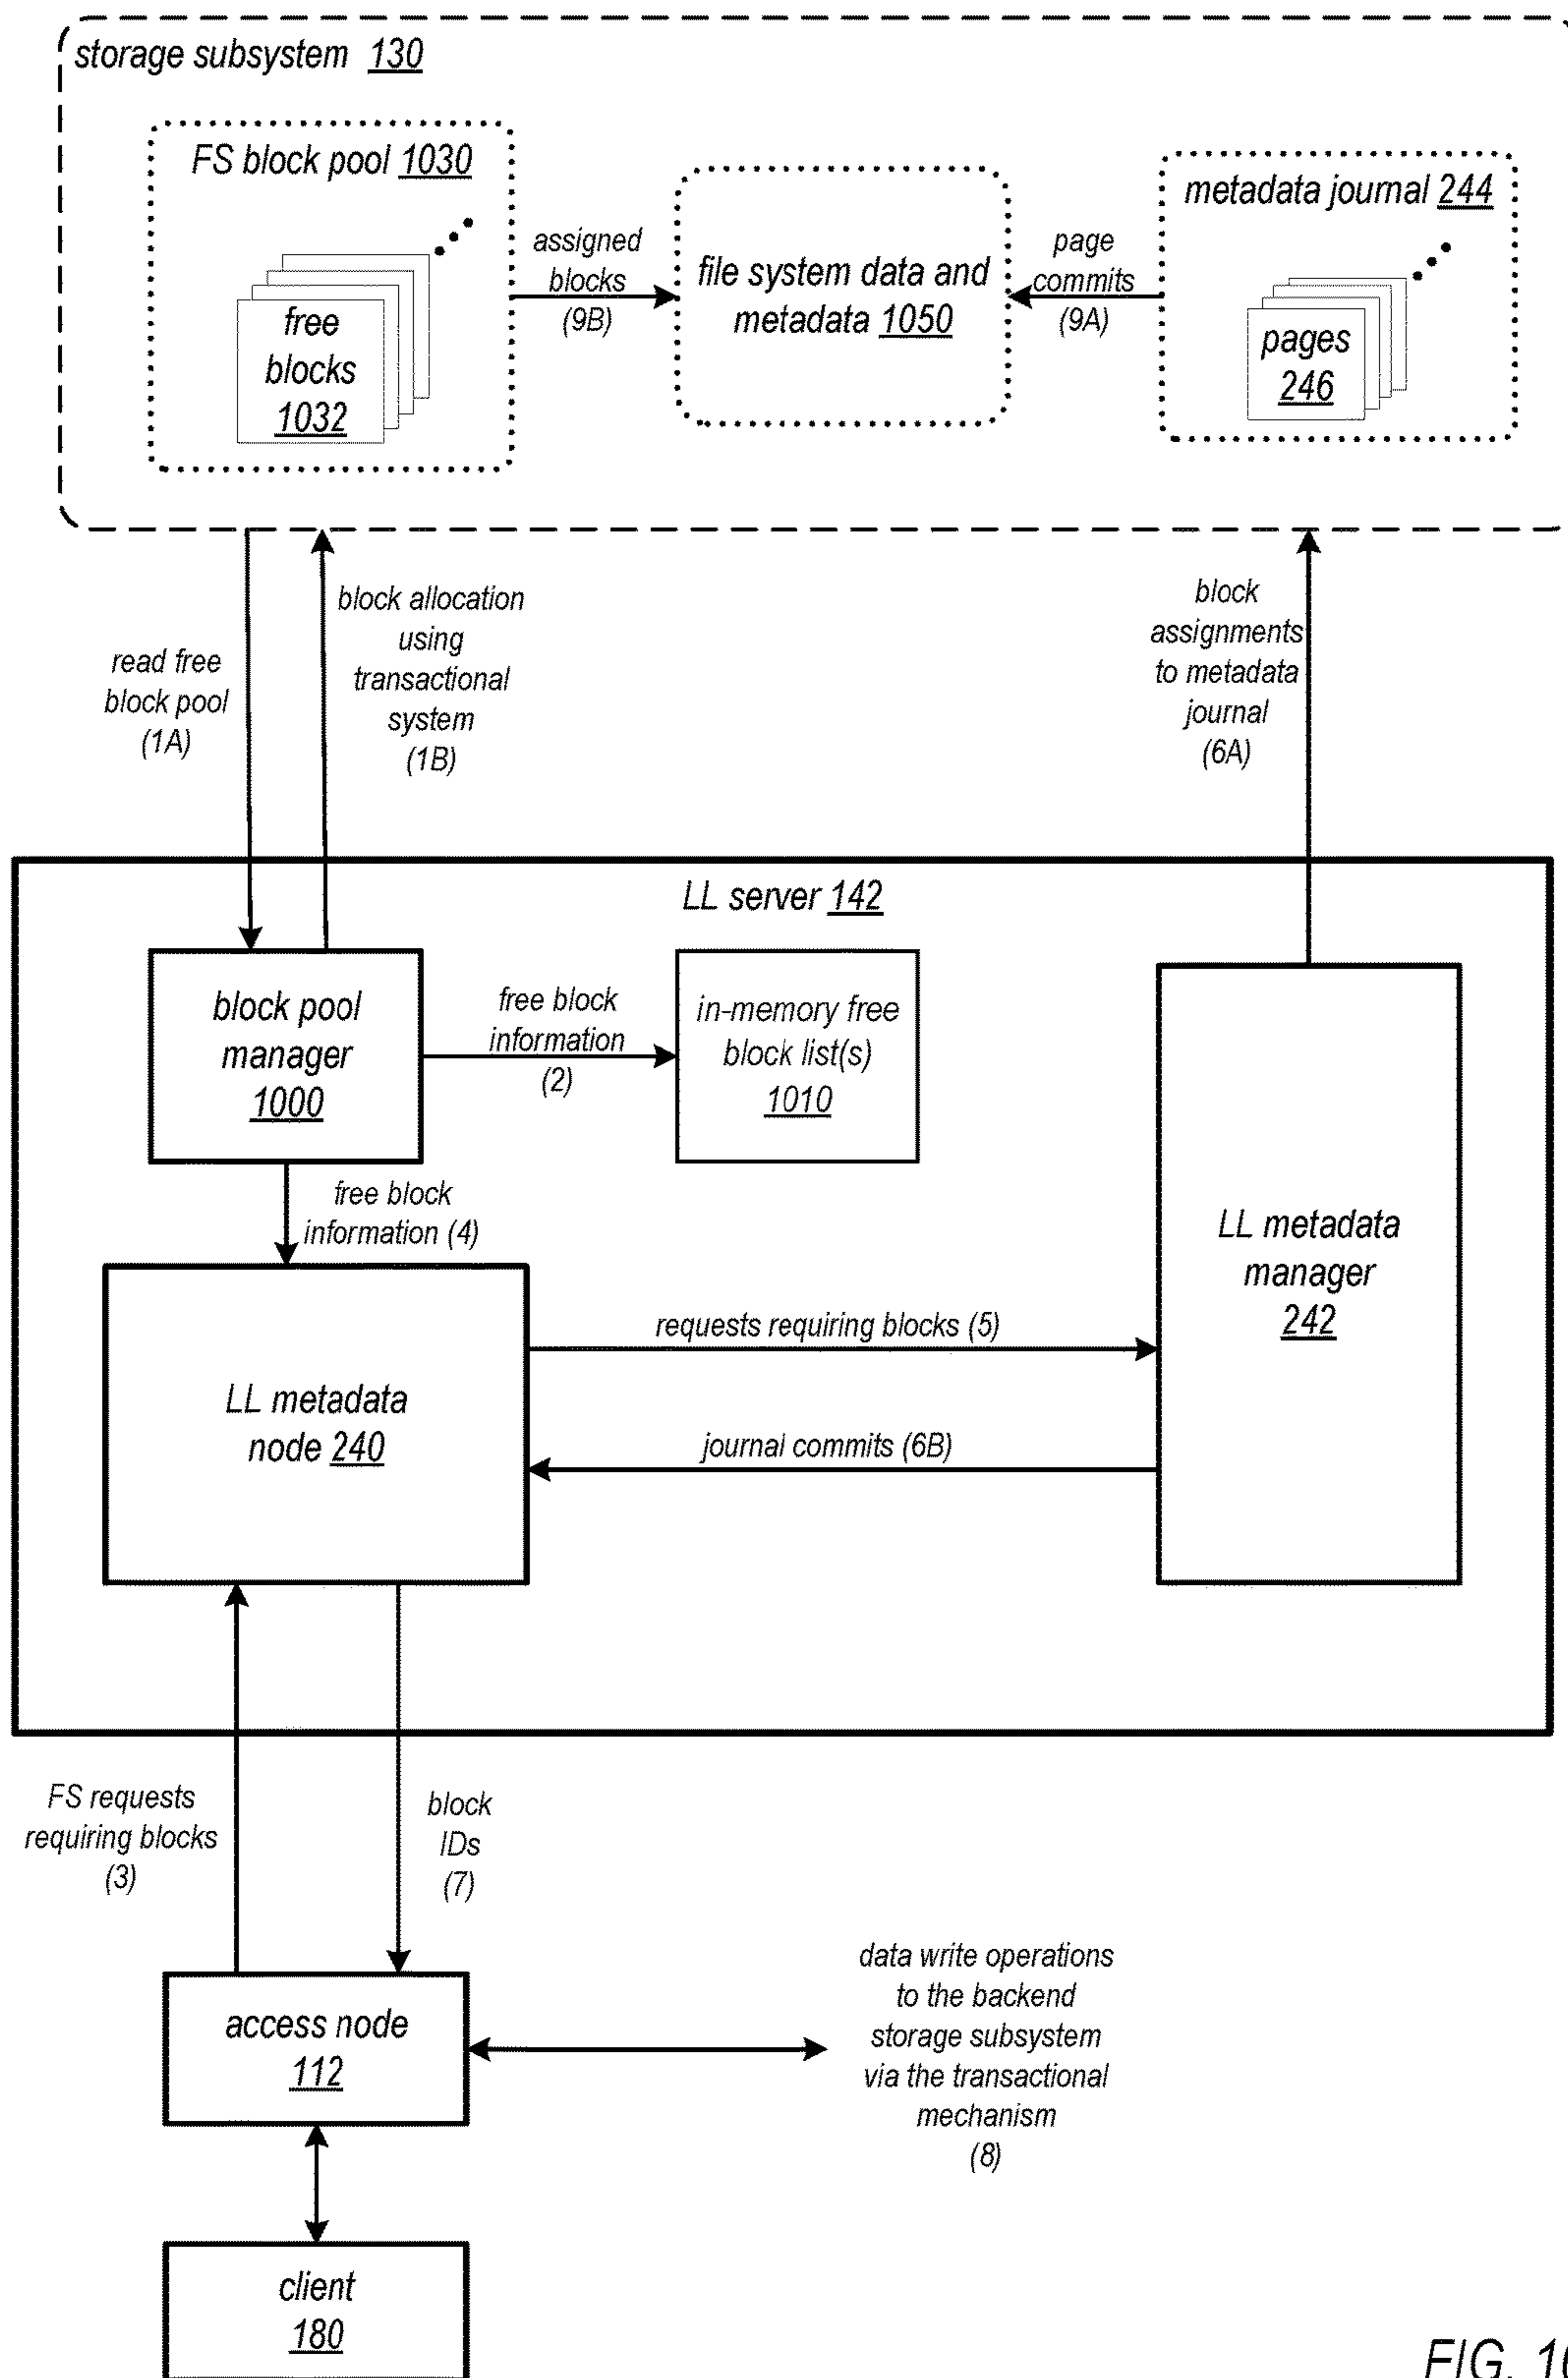 storage subsystem 130
FS block pool 1030
free
blocks
1032
assigned
blocks
(9B)
file system data and
metadata 1050
page
commits
(9A)
metadata journal 244
pages
246
read free
block pool
(1A)
block allocation
using
transactional
system
(1B)
block
assignments
to metadata
journal
(6A)
LL server 142
block pool
manager
1000
free block
information
(2)
in-memory free
block list(s)
1010
free block
information (4)
LL metadata
node 240
requests requiring blocks (5)
journal commits (6B)
LL metadata
manager
242
FS requests
requiring blocks
(3)
block
IDs
(7)
access node
112
data write operations
to the backend
storage subsystem
via the transactional
mechanism
(8)
client
180
FIG.